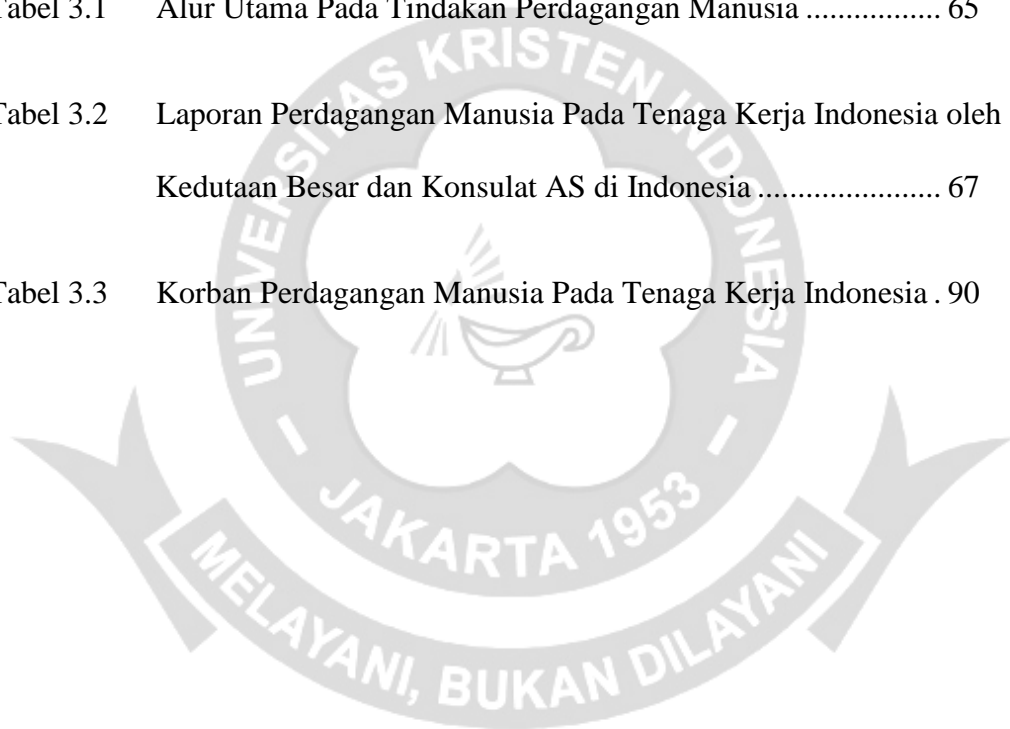 Tabel 3.1 Alur Utama Pada Tindakan Perdagangan Manusia ................. 65
Tabel 3.2 Laporan Perdagangan Manusia Pada Tenaga Kerja Indonesia oleh
Kedutaan Besar dan Konsulat AS di Indonesia ...................... 67
Tabel 3.3 Korban Perdagangan Manusia Pada Tenaga Kerja Indonesia . 90
UNIVERSITAS KRISTEN INDONESIA
- JAKARTA 1953 -
MELAYANI, BUKAN DILAYANI